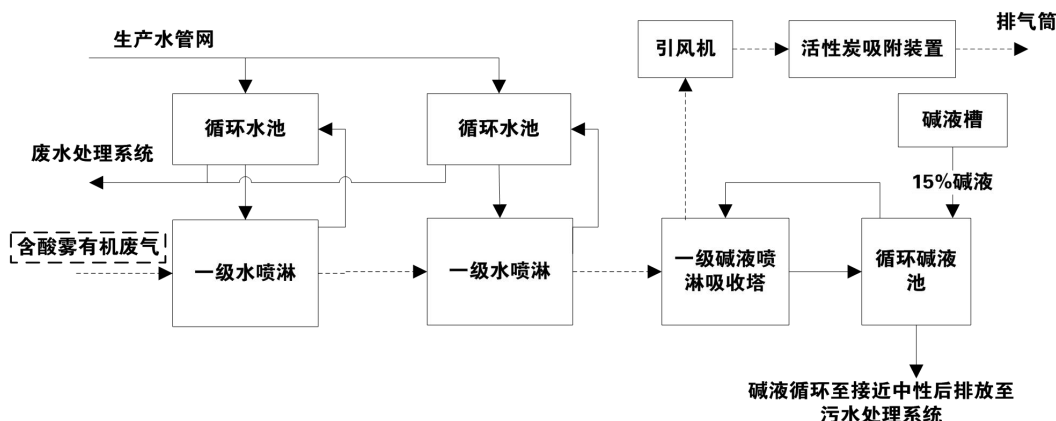 排气筒
生产水管网
引风机
活性炭吸附装置
循环水池
循环水池
碱液槽
废水处理系统
15%碱液
含酸雾有机废气
一级水喷淋
一级水喷淋
一级碱液喷
淋吸收塔
循环碱液
池
碱液循环至接近中性后排放至
污水处理系统